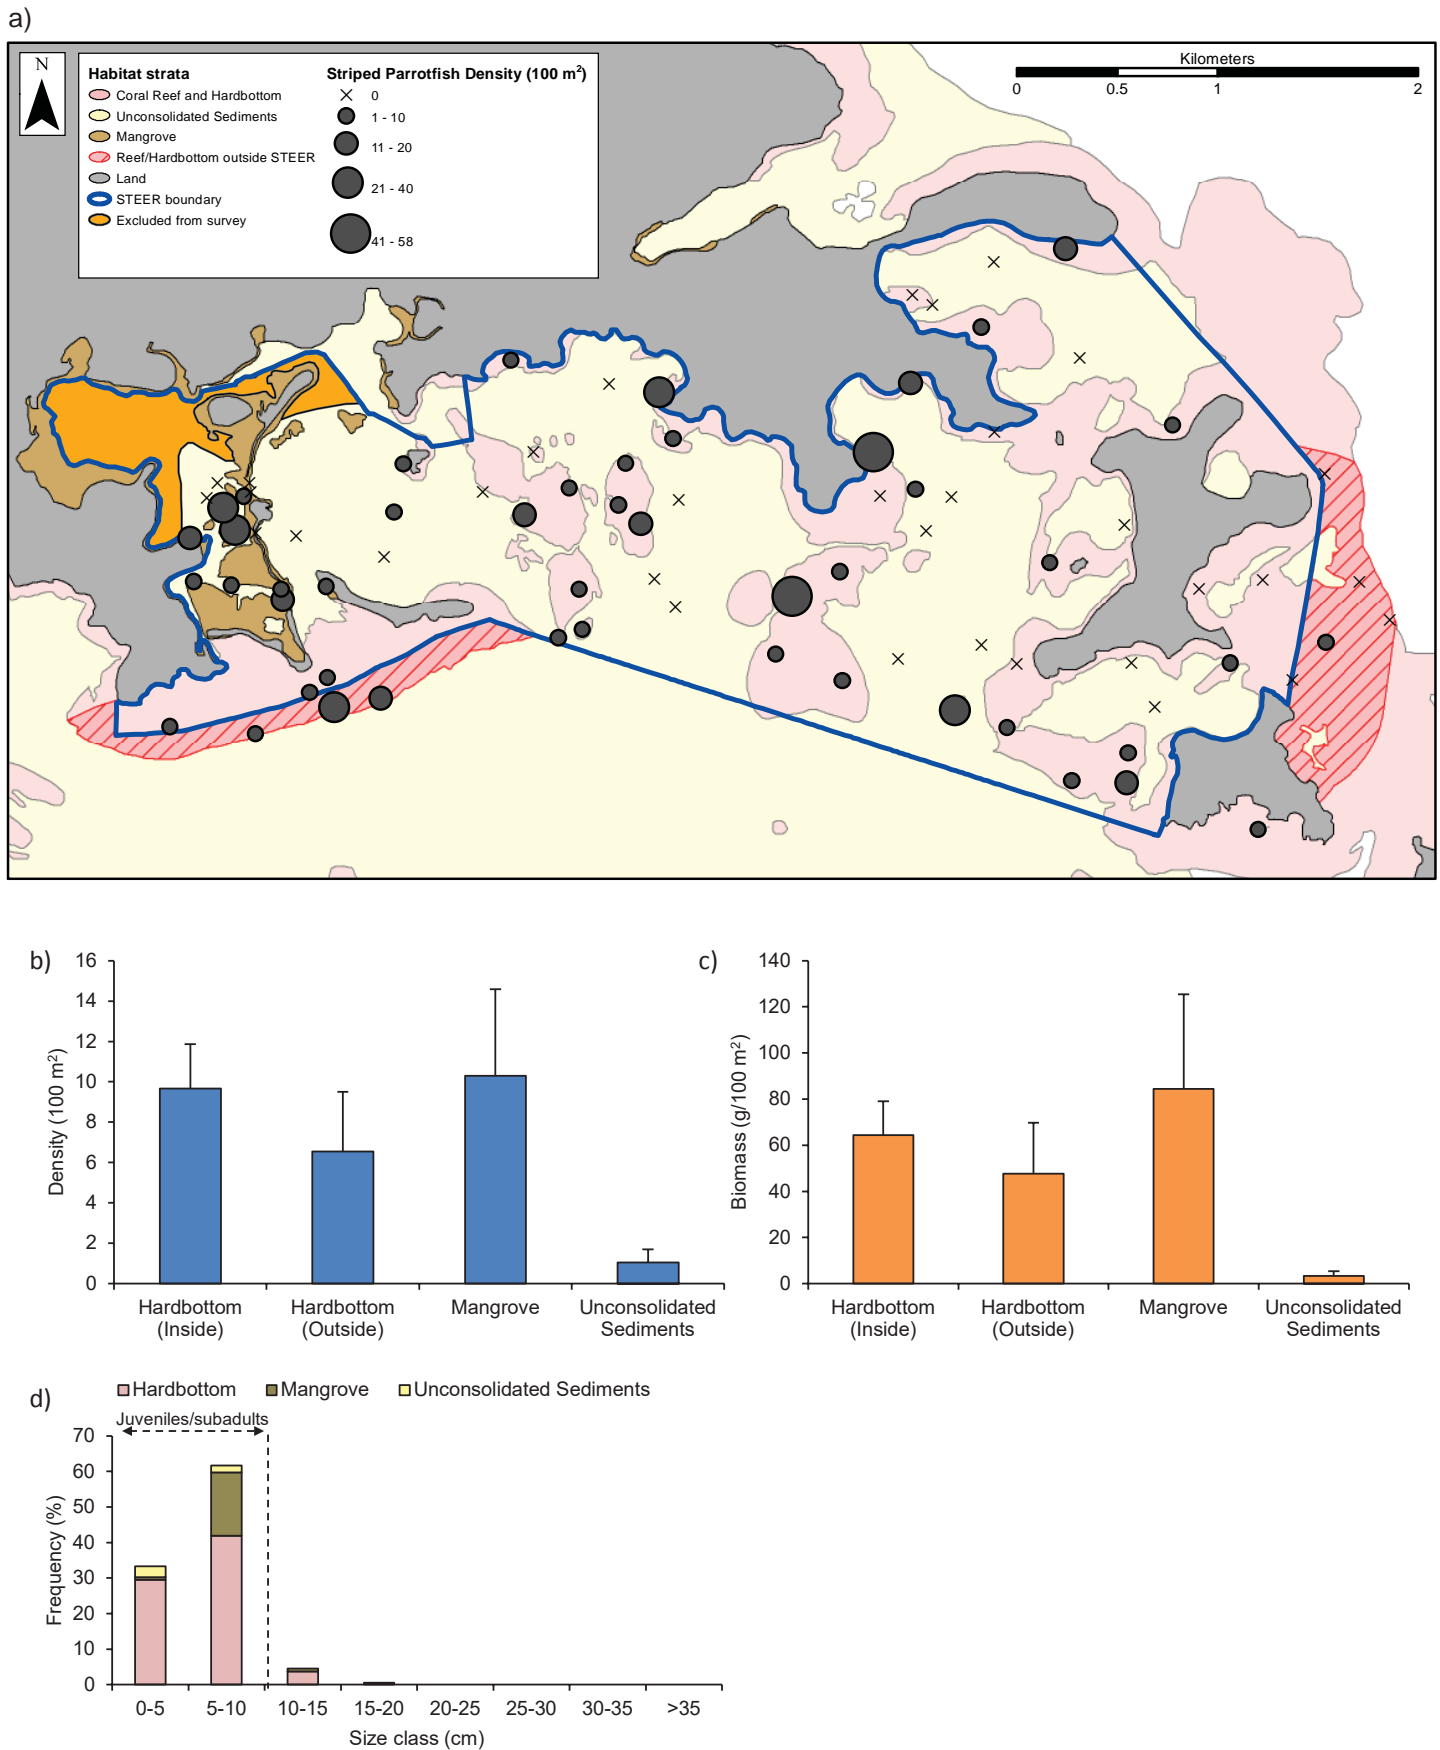 a)
N
Habitat strata
Coral Reef and Hardbottom
Unconsolidated Sediments
Mangrove
Reef/Hardbottom outside STEER
Land
STEER boundary
Excluded from survey
Striped Parrotfish Density (100 m²)
0
1 - 10
11 - 20
21 - 40
41 - 58
Kilometers
0 0.5 1 2
b)
Density (100 m²)
16
14
12
10
8
6
4
2
0
Hardbottom (Inside)
Hardbottom (Outside)
Mangrove
Unconsolidated Sediments
c)
Biomass (g/100 m²)
140
120
100
80
60
40
20
0
Hardbottom (Inside)
Hardbottom (Outside)
Mangrove
Unconsolidated Sediments
d)
Hardbottom Mangrove Unconsolidated Sediments
Juveniles/subadults
Frequency (%)
70
60
50
40
30
20
10
0
0-5 5-10 10-15 15-20 20-25 25-30 30-35 >35
Size class (cm)